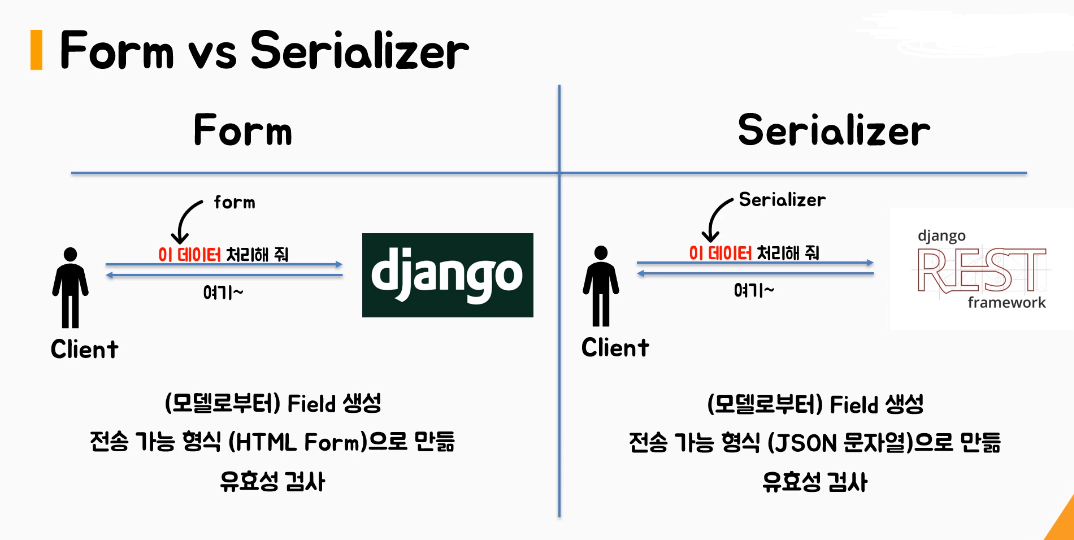 Form vs Serializer
Form
form
이 데이터 처리해 줘
django
여기~
Client
(모델로부터) Field 생성
전송 가능 형식 (HTML Form)으로 만듦
유효성 검사
Serializer
Serializer
이 데이터 처리해 줘
django
REST
framework
여기~
Client
(모델로부터) Field 생성
전송 가능 형식 (JSON 문자열)으로 만듦
유효성 검사